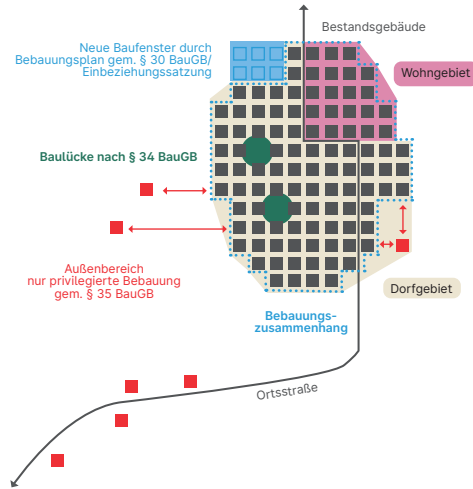 Bestandsgebäude
Neue Baufenster durch
Bebauungsplan gem. § 30 BauGB/
Einbeziehungssatzung
Wohngebiet
Baulücke nach § 34 BauGB
Außenbereich
nur privilegierte Bebauung
gem. § 35 BauGB
Dorfgebiet
Bebauungs-
zusammenhang
Ortsstraße